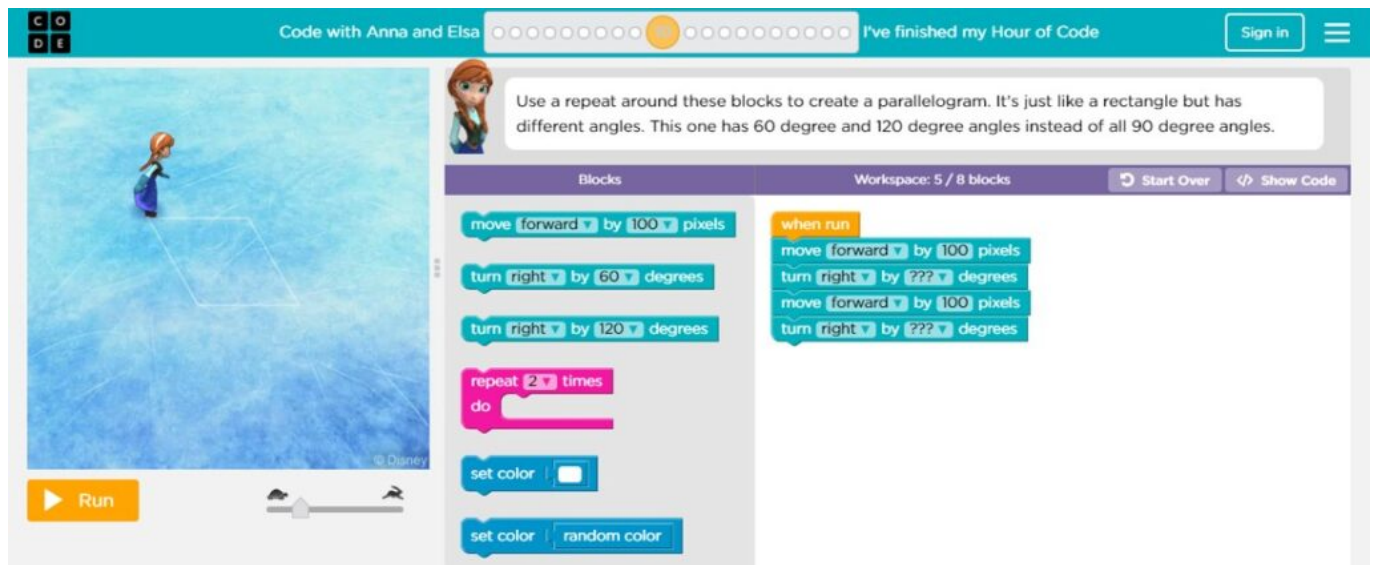 CO
DE
Code with Anna and Elsa
I've finished my Hour of Code
Sign in
Use a repeat around these blocks to create a parallelogram. It's just like a rectangle but has
different angles. This one has 60 degree and 120 degree angles instead of all 90 degree angles.
Blocks
Workspace: 5 / 8 blocks
Start Over
</> Show Code
move forward by 100 pixels
turn right by 60 degrees
turn right by 120 degrees
repeat 2 times
do
set color
set color random color
when run
move forward by 100 pixels
turn right by ??? degrees
move forward by 100 pixels
turn right by ??? degrees
© Disney
Run